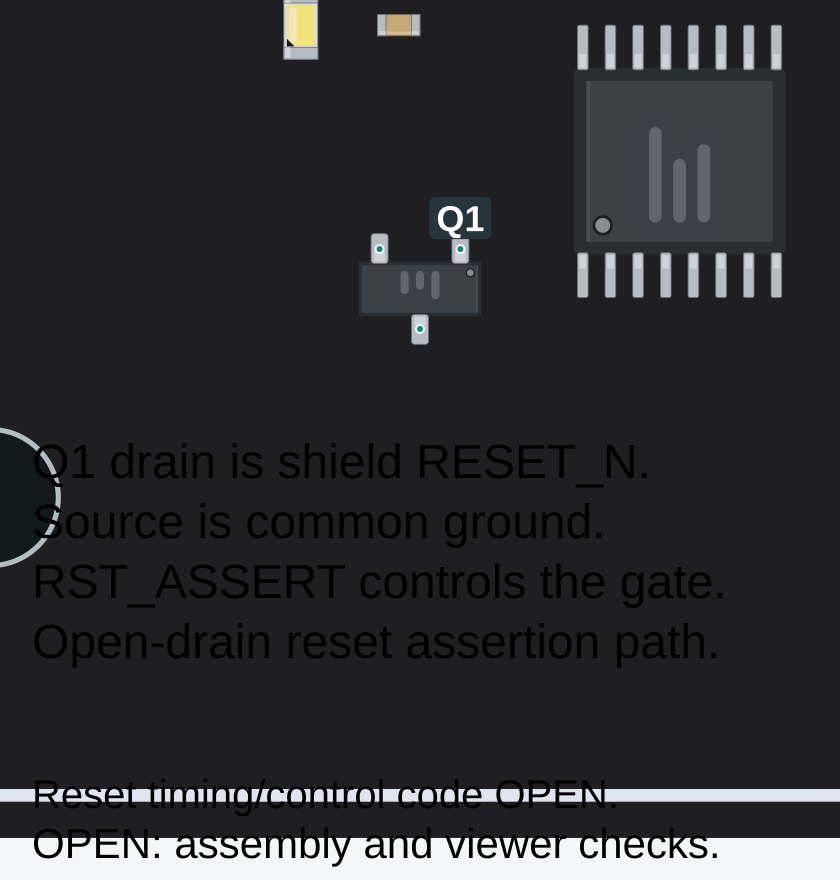 Q1
Q1 drain is shield RESET_N.
Source is common ground.
RST_ASSERT controls the gate.
Open-drain reset assertion path.
Reset timing/control code OPEN.
OPEN: assembly and viewer checks.